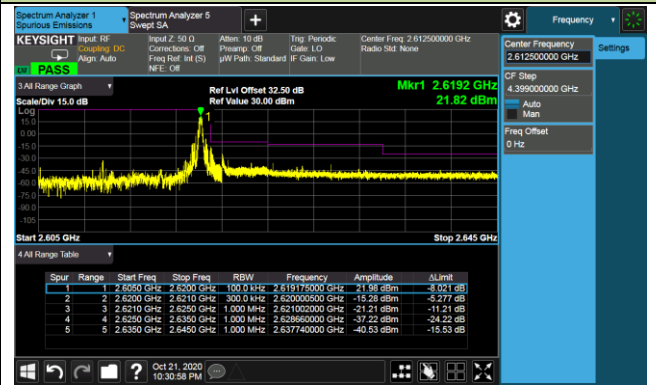 Spectrum Analyzer 1
Spurious Emissions
Spectrum Analyzer 5
Swept SA
Frequency
KEYSIGHT
Input: RF
Coupling: DC
Align: Auto
Input Z: 50 Ω
Corrections: Off
Freq Ref: Int (S)
NFE: Off
Atten: 10 dB
Preamp: Off
µW Path: Standard
Trig: Periodic
Gate: LO
IF Gain: Low
Center Freq: 2.612500000 GHz
Radio Std: None
PASS
Center Frequency
2.612500000 GHz
Settings
CF Step
4.399000000 GHz
Auto
Man
Freq Offset
0 Hz
3 All Range Graph
Scale/Div 15.0 dB
Ref Lvl Offset 32.50 dB
Ref Value 30.00 dBm
Mkr1 2.6192 GHz
21.82 dBm
Log
1
15.0
0.00
-15.0
-30.0
-45.0
-60.0
-75.0
-90.0
-105
Start 2.605 GHz
Stop 2.645 GHz
4 All Range Table
Spur Range Start Freq Stop Freq RBW Frequency Amplitude ΔLimit
1 1 2.6050 GHz 2.6200 GHz 100.0 kHz 2.619175000 GHz 21.98 dBm -8.021 dB
2 2 2.6200 GHz 2.6210 GHz 300.0 kHz 2.620000500 GHz -15.28 dBm -5.277 dB
3 3 2.6210 GHz 2.6250 GHz 1.000 MHz 2.621002000 GHz -21.21 dBm -11.21 dB
4 4 2.6250 GHz 2.6350 GHz 1.000 MHz 2.628660000 GHz -37.22 dBm -24.22 dB
5 5 2.6350 GHz 2.6450 GHz 1.000 MHz 2.637740000 GHz -40.53 dBm -15.53 dB
?
Oct 21, 2020
10:30:58 PM